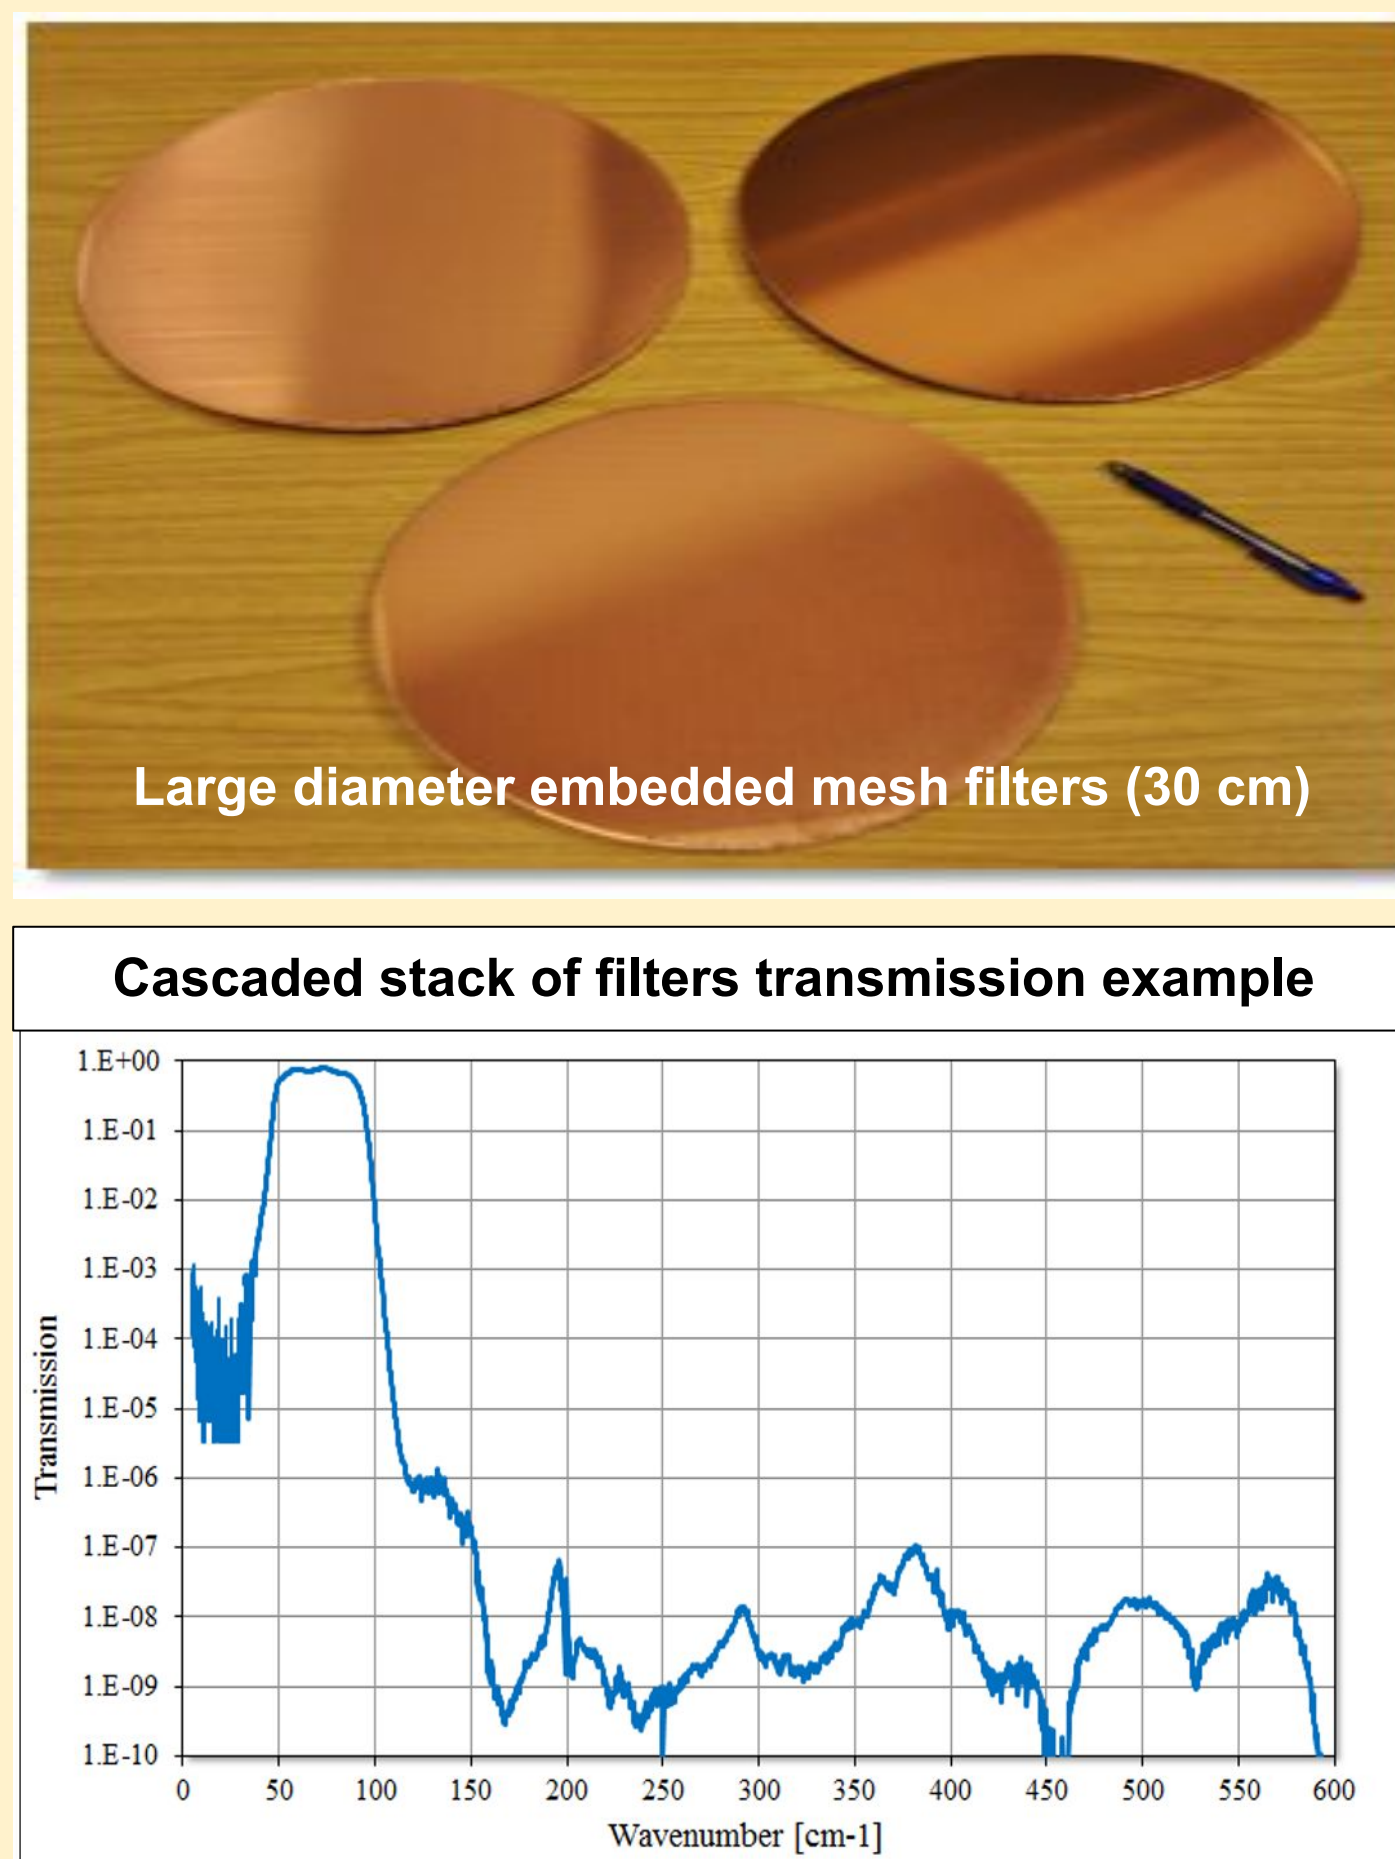 Large diameter embedded mesh filters (30 cm)
Cascaded stack of filters transmission example
1.E+00
1.E-01
1.E-02
1.E-03
1.E-04
1.E-05
1.E-06
1.E-07
1.E-08
1.E-09
1.E-10
Transmission
0 50 100 150 200 250 300 350 400 450 500 550 600
Wavenumber [cm-1]